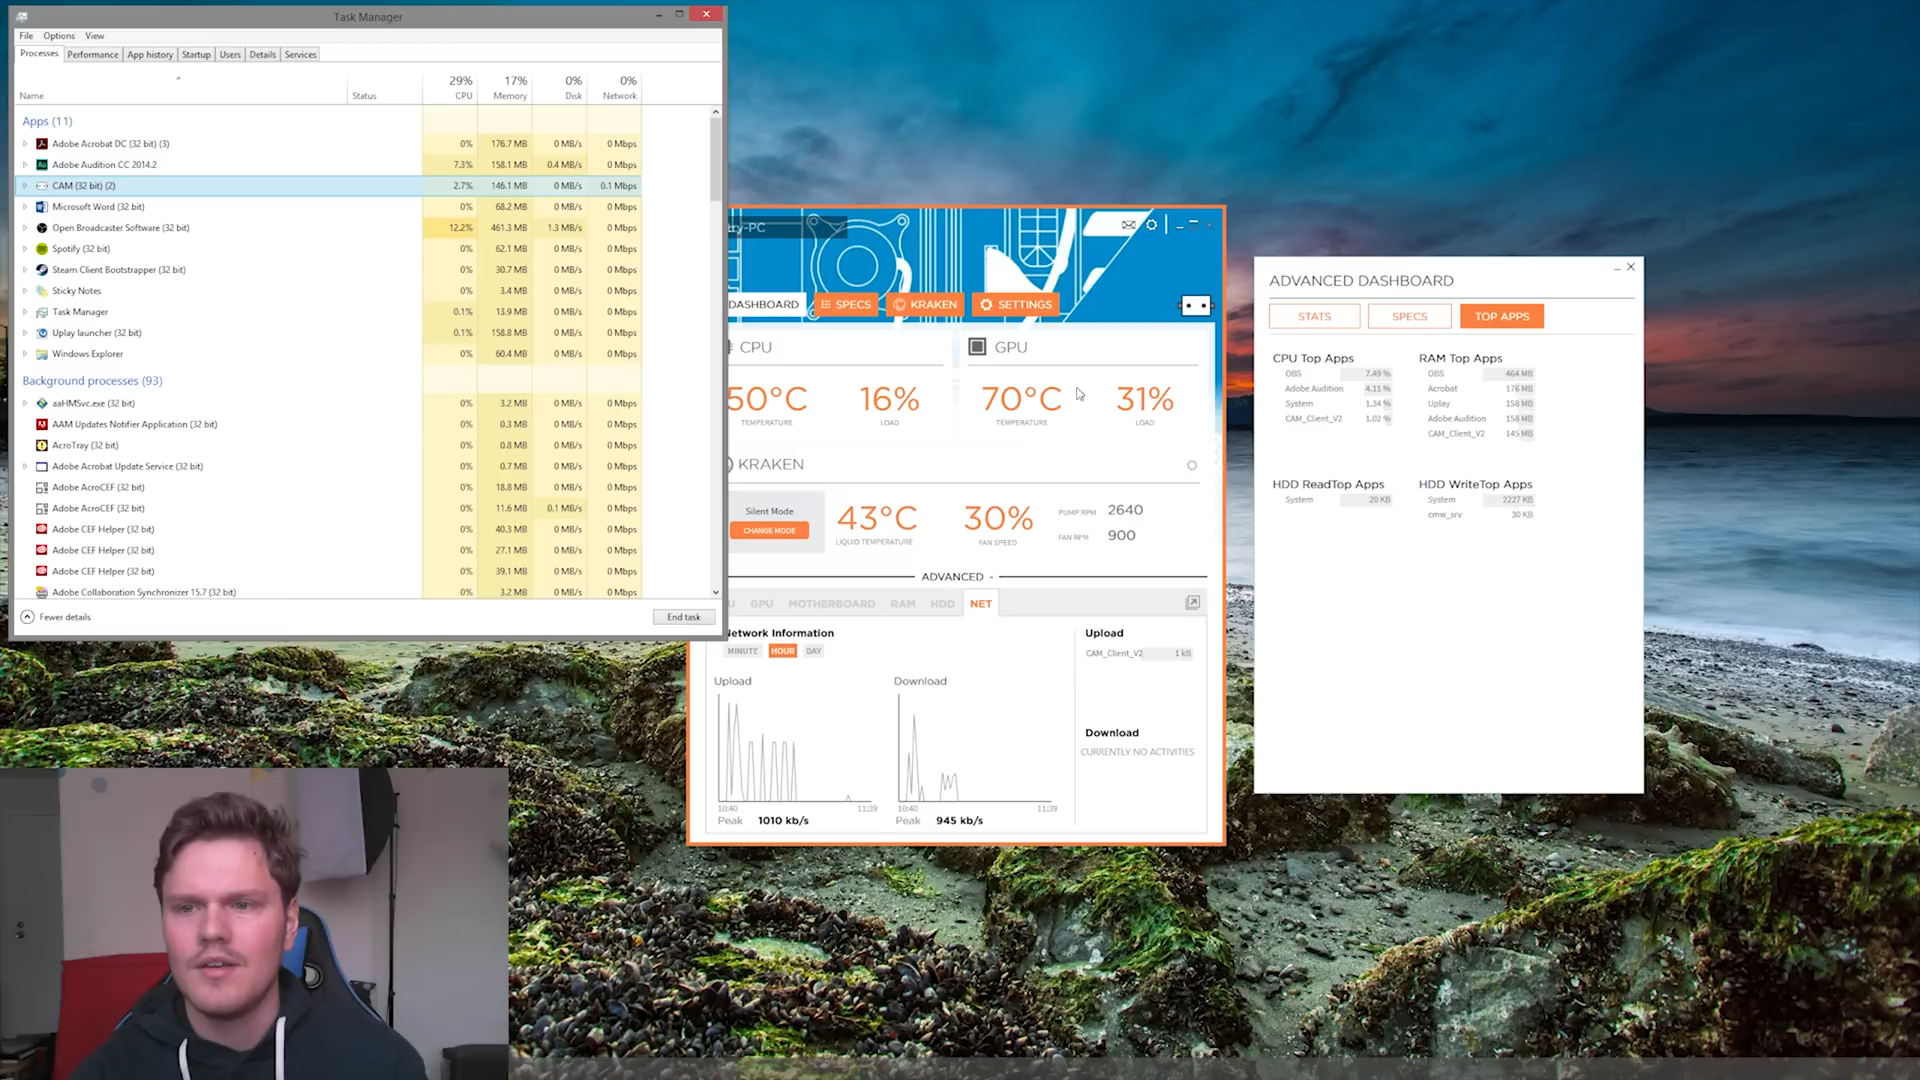 Task Manager
File Options View
Processes Performance App history Startup Users Details Services
29% 17% 0% 0%
Name Status CPU Memory Disk Network
Apps (11)
Adobe Acrobat DC (32 bit) (3) 0% 176.7 MB 0 MB/s 0 Mbps
Adobe Audition CC 2014.2 7.3% 158.1 MB 0.4 MB/s 0 Mbps
CAM (32 bit) (2) 2.7% 146.1 MB 0 MB/s 0.1 Mbps
Microsoft Word (32 bit) 0% 68.2 MB 0 MB/s 0 Mbps
Open Broadcaster Software (32 bit) 12.2% 461.3 MB 1.3 MB/s 0 Mbps
Spotify (32 bit) 0% 62.1 MB 0 MB/s 0 Mbps
Steam Client Bootstrapper (32 bit) 0% 30.7 MB 0 MB/s 0 Mbps
Sticky Notes 0% 3.4 MB 0 MB/s 0 Mbps
Task Manager 0.1% 13.9 MB 0 MB/s 0 Mbps
Uplay launcher (32 bit) 0.1% 158.8 MB 0 MB/s 0 Mbps
Windows Explorer 0% 60.4 MB 0 MB/s 0 Mbps
Background processes (93)
aaHMSvc.exe (32 bit) 0% 3.2 MB 0 MB/s 0 Mbps
AAM Updates Notifier Application (32 bit) 0% 0.3 MB 0 MB/s 0 Mbps
AcroTray (32 bit) 0% 0.8 MB 0 MB/s 0 Mbps
Adobe Acrobat Update Service (32 bit) 0% 0.7 MB 0 MB/s 0 Mbps
Adobe AcroCEF (32 bit) 0% 18.8 MB 0 MB/s 0 Mbps
Adobe AcroCEF (32 bit) 0% 11.6 MB 0.1 MB/s 0 Mbps
Adobe CEF Helper (32 bit) 0% 40.3 MB 0 MB/s 0 Mbps
Adobe CEF Helper (32 bit) 0% 27.1 MB 0 MB/s 0 Mbps
Adobe CEF Helper (32 bit) 0% 39.1 MB 0 MB/s 0 Mbps
Adobe Collaboration Synchronizer 15.7 (32 bit) 0% 3.2 MB 0 MB/s 0 Mbps
Fewer details End task
ry-PC
DASHBOARD SPECS KRAKEN SETTINGS
CPU GPU
50°C 16% 70°C 31%
TEMPERATURE LOAD TEMPERATURE LOAD
KRAKEN
Silent Mode
CHANGE MODE
43°C 30%
LIQUID TEMPERATURE FAN SPEED
PUMP RPM 2640
FAN RPM 900
ADVANCED -
U GPU MOTHERBOARD RAM HDD NET
Network Information
MINUTE HOUR DAY
Upload Download
10:40 11:39 10:40 11:39
Peak 1010 kb/s Peak 945 kb/s
Upload
CAM_Client_V2 1 kB
Download
CURRENTLY NO ACTIVITIES
ADVANCED DASHBOARD
STATS SPECS TOP APPS
CPU Top Apps
OBS 7.49 %
Adobe Audition 4.11 %
System 1.34 %
CAM_Client_V2 1.02 %
RAM Top Apps
OBS 464 MB
Acrobat 176 MB
Uplay 158 MB
Adobe Audition 158 MB
CAM_Client_V2 145 MB
HDD ReadTop Apps
System 20 KB
HDD WriteTop Apps
System 2227 KB
cmw_srv 30 KB